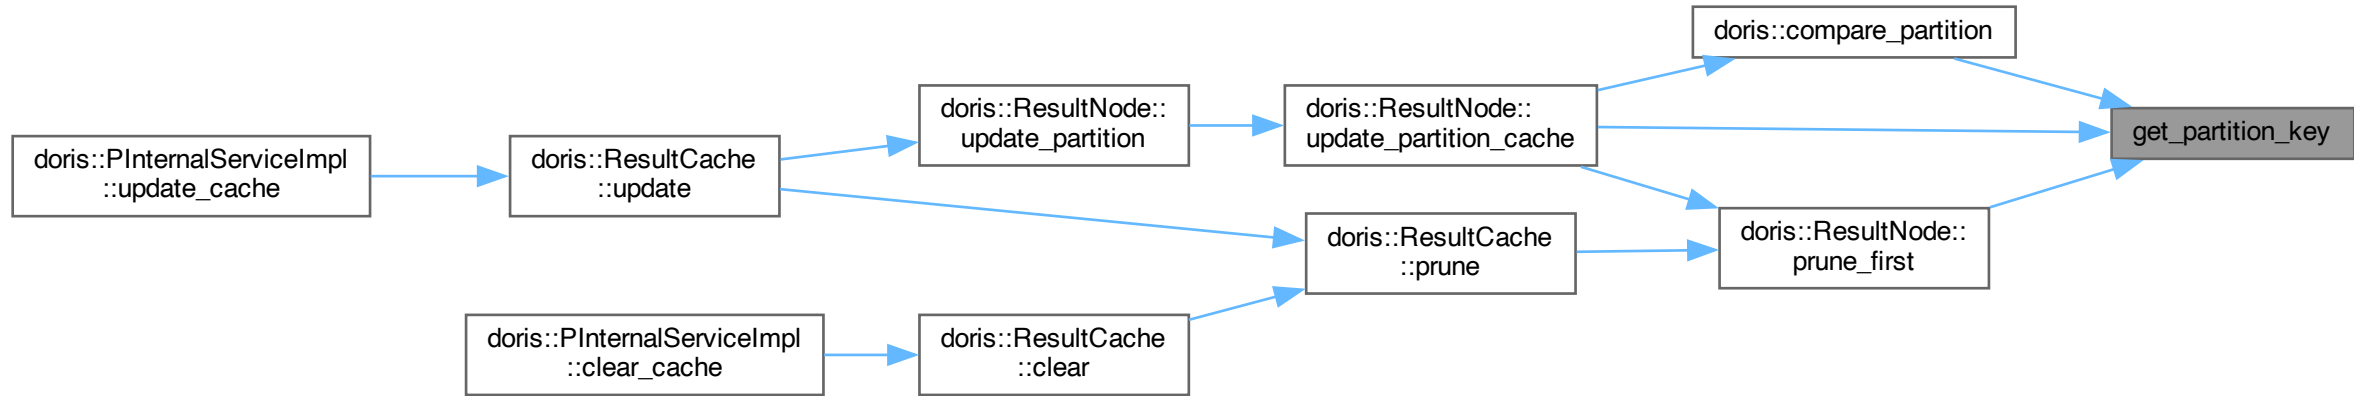 doris::compare_partition
doris::ResultNode::
update_partition
doris::ResultNode::
update_partition_cache
get_partition_key
doris::PInternalServiceImpl
::update_cache
doris::ResultCache
::update
doris::ResultCache
::prune
doris::ResultNode::
prune_first
doris::PInternalServiceImpl
::clear_cache
doris::ResultCache
::clear